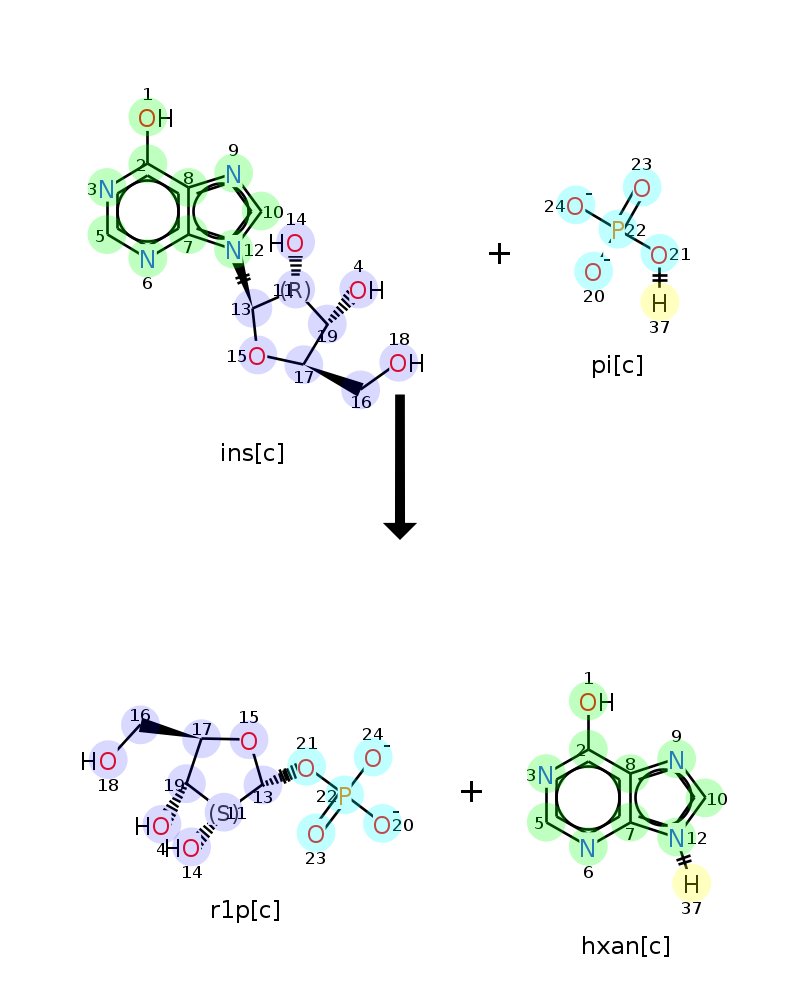 1
OH
2
3 N
8
9
N
5
7
N
6
10
N 12
14
HO
4
OH
11 (R)
13
19
15 O
17
18
OH
16
+
23
O
24 O -
P 22
O 21
O -
20
H
37
pi[c]
ins[c]
16
17
15
O
HO
18
19
13
(S) 11
HO
4
HO
14
21
O
24
O -
22 P
O - 20
O
23
r1p[c]
+
1
OH
2
3 N
8
9
N
5
7
N
6
10
N 12
H
37
hxan[c]